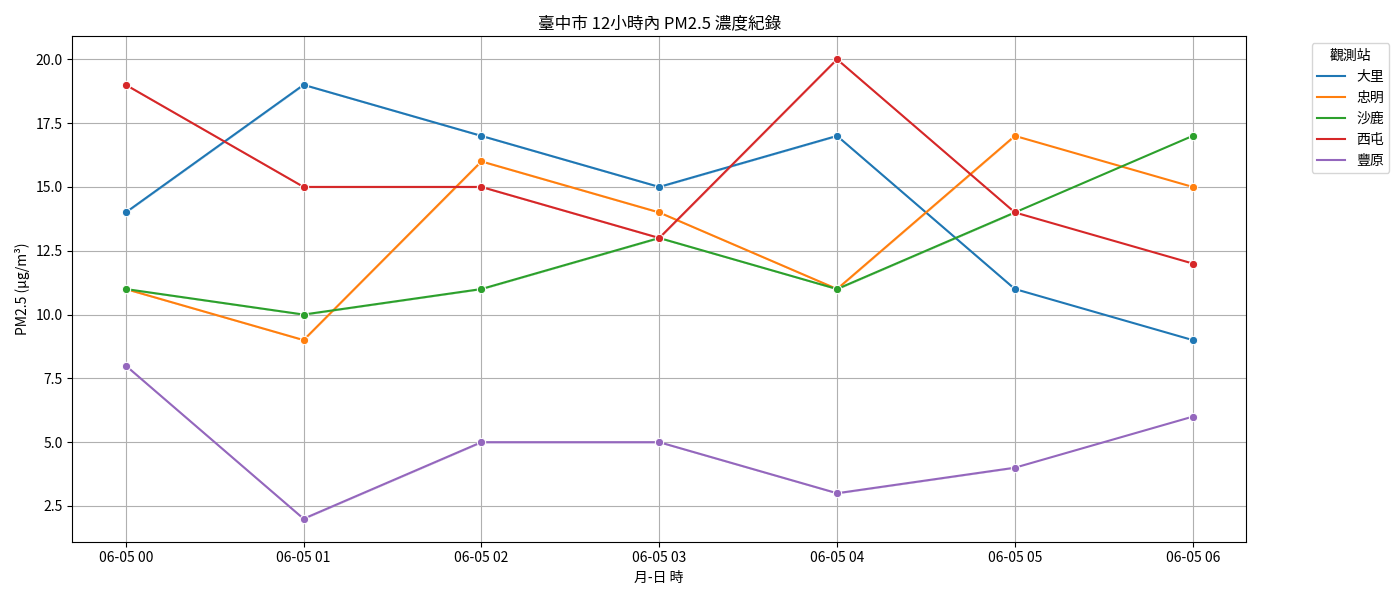 臺中市 12小時內 PM2.5 濃度紀錄
觀測站
大里
忠明
沙鹿
西屯
豐原
PM2.5 (μg/m³)
20.0
17.5
15.0
12.5
10.0
7.5
5.0
2.5
06-05 00
06-05 01
06-05 02
06-05 03
06-05 04
06-05 05
06-05 06
月-日 時